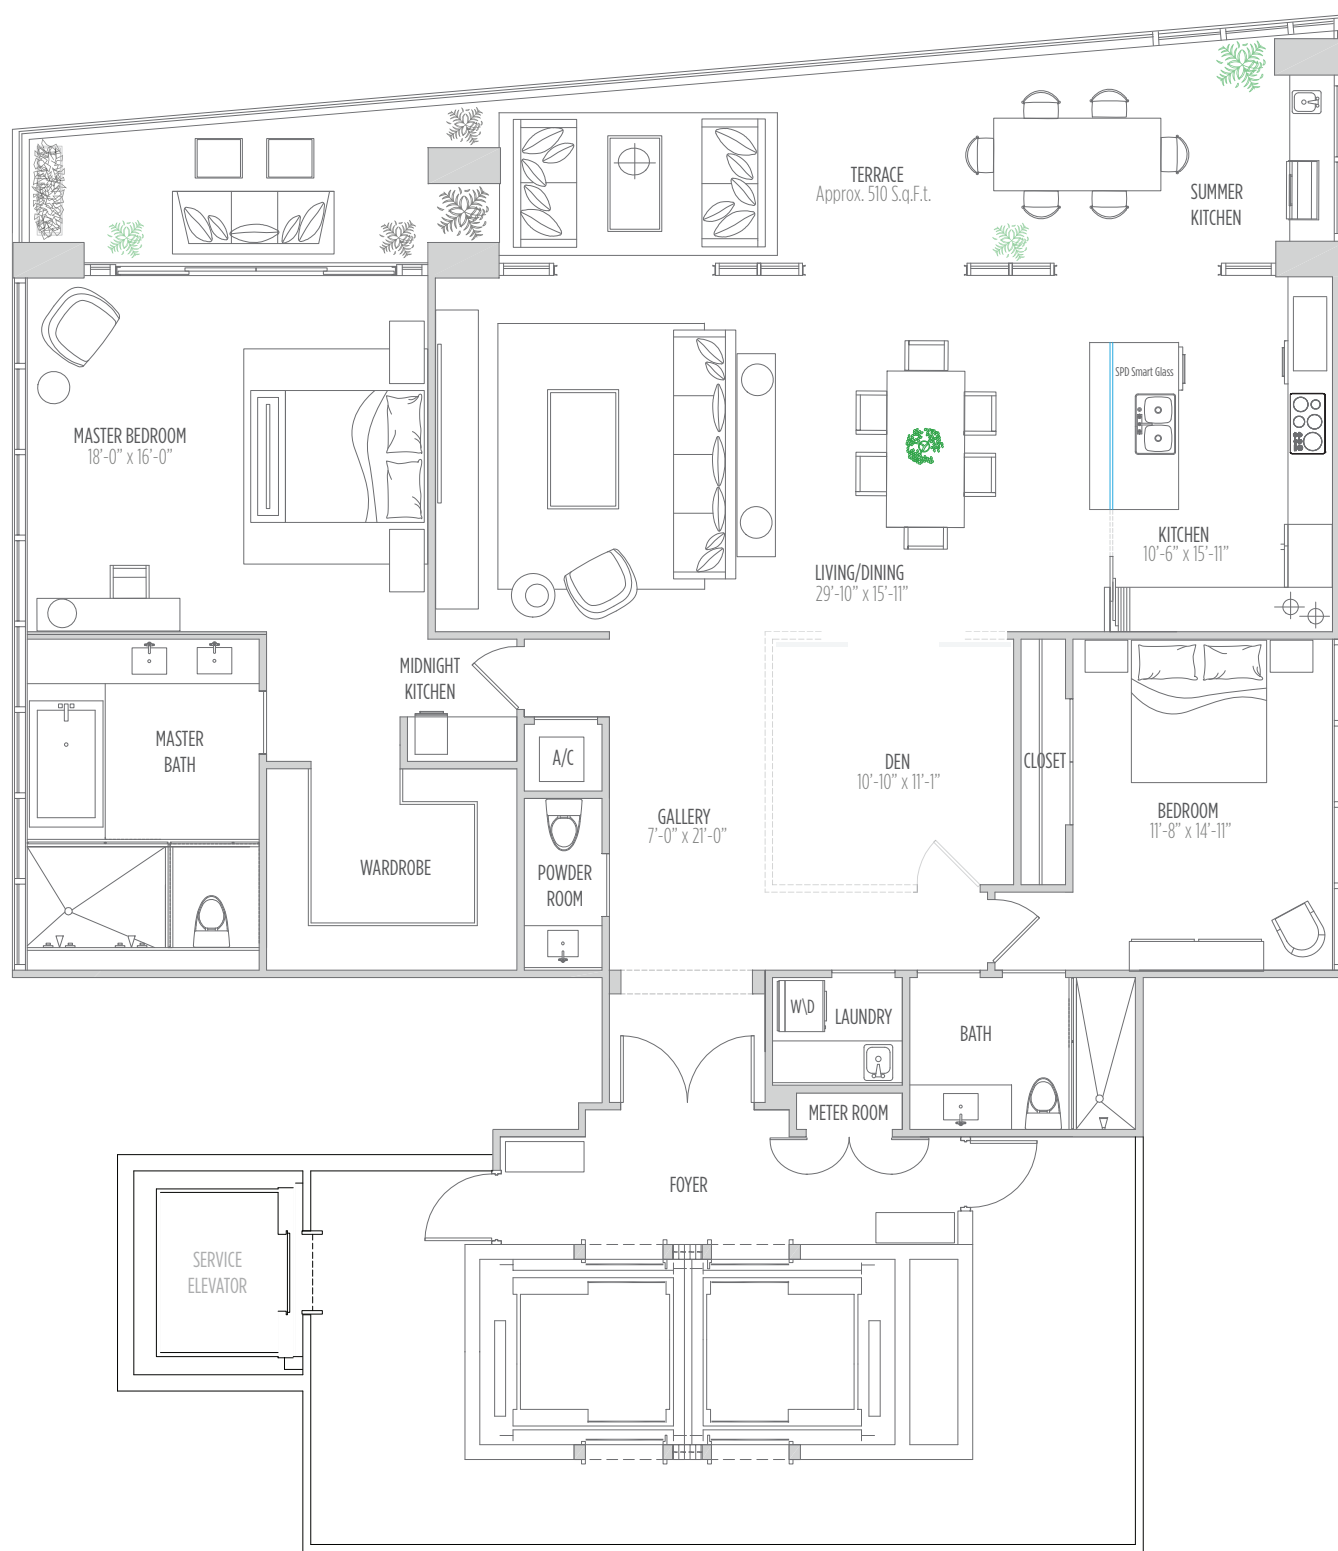 TERRACE
Approx. 510 S.q.F.t.
SUMMER
KITCHEN
SPD Smart Glass
MASTER BEDROOM
18'-0" x 16'-0"
KITCHEN
10'-6" x 15'-11"
LIVING/DINING
29'-10" x 15'-11"
MIDNIGHT
KITCHEN
MASTER
BATH
A/C
DEN
10'-10" x 11'-1"
CLOSET
GALLERY
7'-0" x 21'-0"
BEDROOM
11'-8" x 14'-11"
WARDROBE
POWDER
ROOM
W\D
LAUNDRY
BATH
METER ROOM
FOYER
SERVICE
ELEVATOR